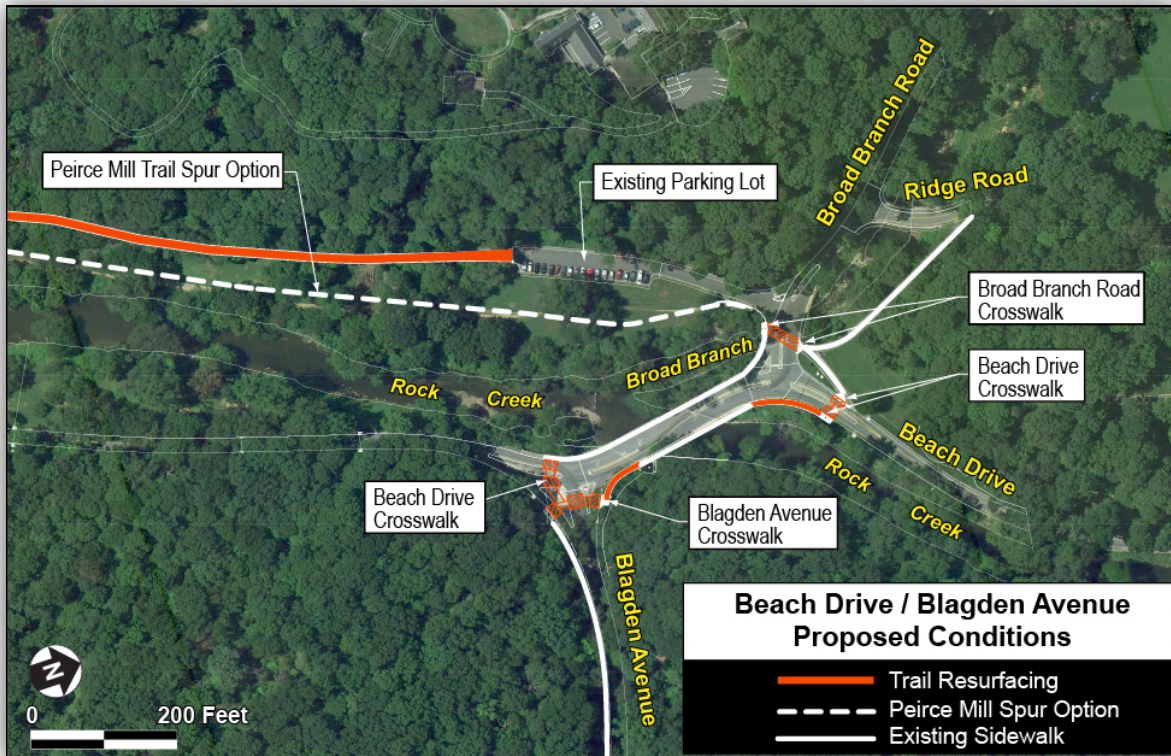 Broad Branch Road
Peirce Mill Trail Spur Option
Existing Parking Lot
Ridge Road
Broad Branch Road
Crosswalk
Broad Branch
Beach Drive
Crosswalk
Rock Creek
Beach Drive
Rock Creek
Beach Drive
Crosswalk
Blagden Avenue
Crosswalk
Blagden Avenue
Beach Drive / Blagden Avenue
Proposed Conditions
Trail Resurfacing
Peirce Mill Spur Option
Existing Sidewalk
N
0 200 Feet